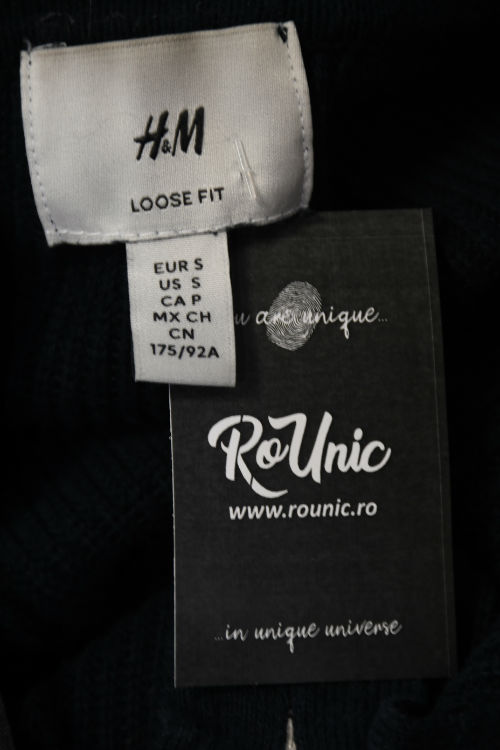 H&M
LOOSE FIT
EUR S
US S
CA P
MX CH
CN
175/92A
u are unique...
RoUnic
www.rounic.ro
...in unique universe